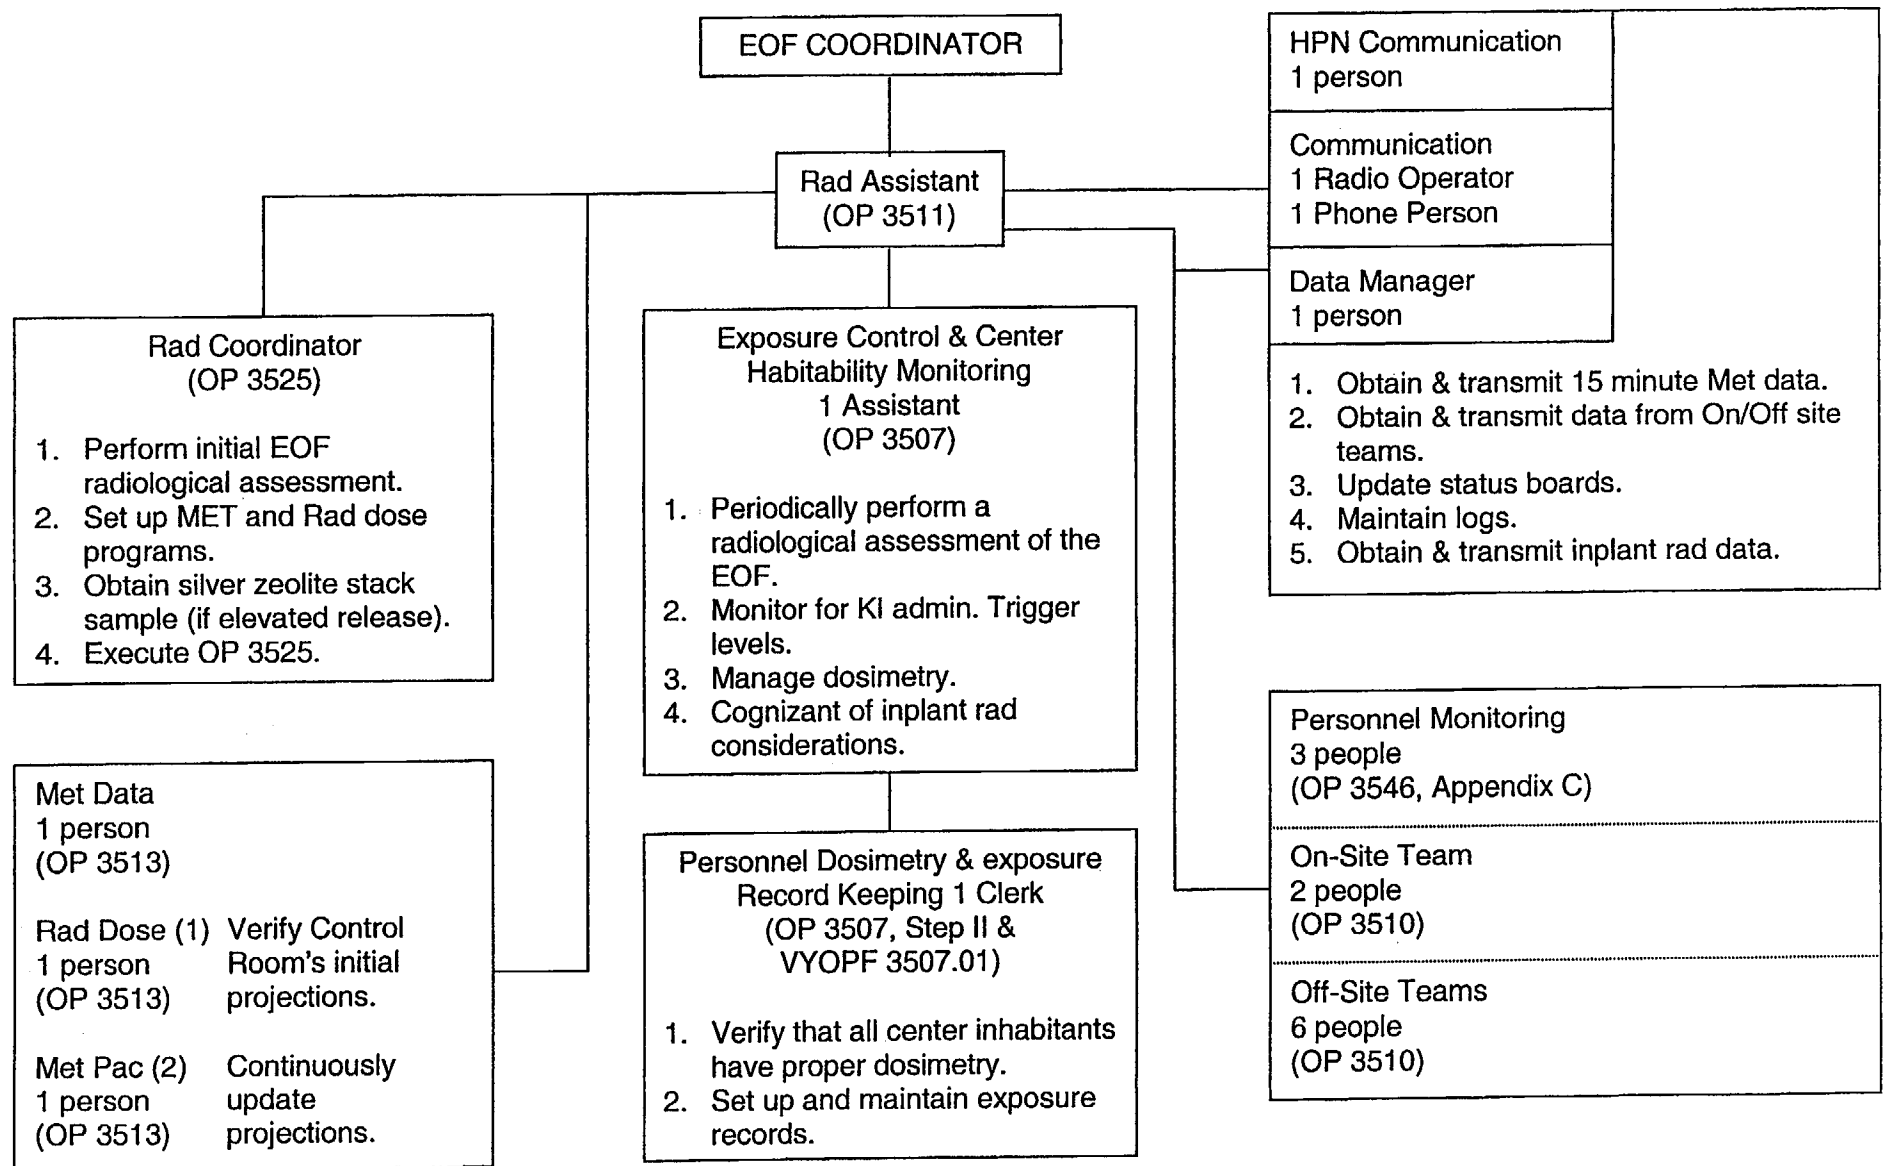 EOF COORDINATOR
Rad Assistant
(OP 3511)
HPN Communication
1 person
Communication
1 Radio Operator
1 Phone Person
Data Manager
1 person
1. Obtain & transmit 15 minute Met data.
2. Obtain & transmit data from On/Off site
teams.
3. Update status boards.
4. Maintain logs.
5. Obtain & transmit inplant rad data.
Rad Coordinator
(OP 3525)
1. Perform initial EOF
radiological assessment.
2. Set up MET and Rad dose
programs.
3. Obtain silver zeolite stack
sample (if elevated release).
4. Execute OP 3525.
Exposure Control & Center
Habitability Monitoring
1 Assistant
(OP 3507)
1. Periodically perform a
radiological assessment of the
EOF.
2. Monitor for KI admin. Trigger
levels.
3. Manage dosimetry.
4. Cognizant of inplant rad
considerations.
Personnel Monitoring
3 people
(OP 3546, Appendix C)
On-Site Team
2 people
(OP 3510)
Off-Site Teams
6 people
(OP 3510)
Met Data
1 person
(OP 3513)
Rad Dose (1) Verify Control
1 person Room's initial
(OP 3513) projections.
Met Pac (2) Continuously
1 person update
(OP 3513) projections.
Personnel Dosimetry & exposure
Record Keeping 1 Clerk
(OP 3507, Step II &
VYOPF 3507.01)
1. Verify that all center inhabitants
have proper dosimetry.
2. Set up and maintain exposure
records.